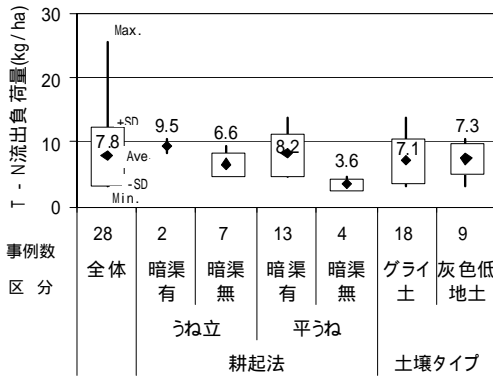 T - N流出負荷量(kg/ha)
30
20
10
0
Max.
+SD
Ave
-SD
Min.
7.8
9.5
6.6
8.2
3.6
7.1
7.3
事例数 28 2 7 13 4 18 9
区 分 全体 暗渠有 暗渠無 暗渠有 暗渠無 グライ土 灰色低地土
うね立 平うね
耕起法 土壌タイプ